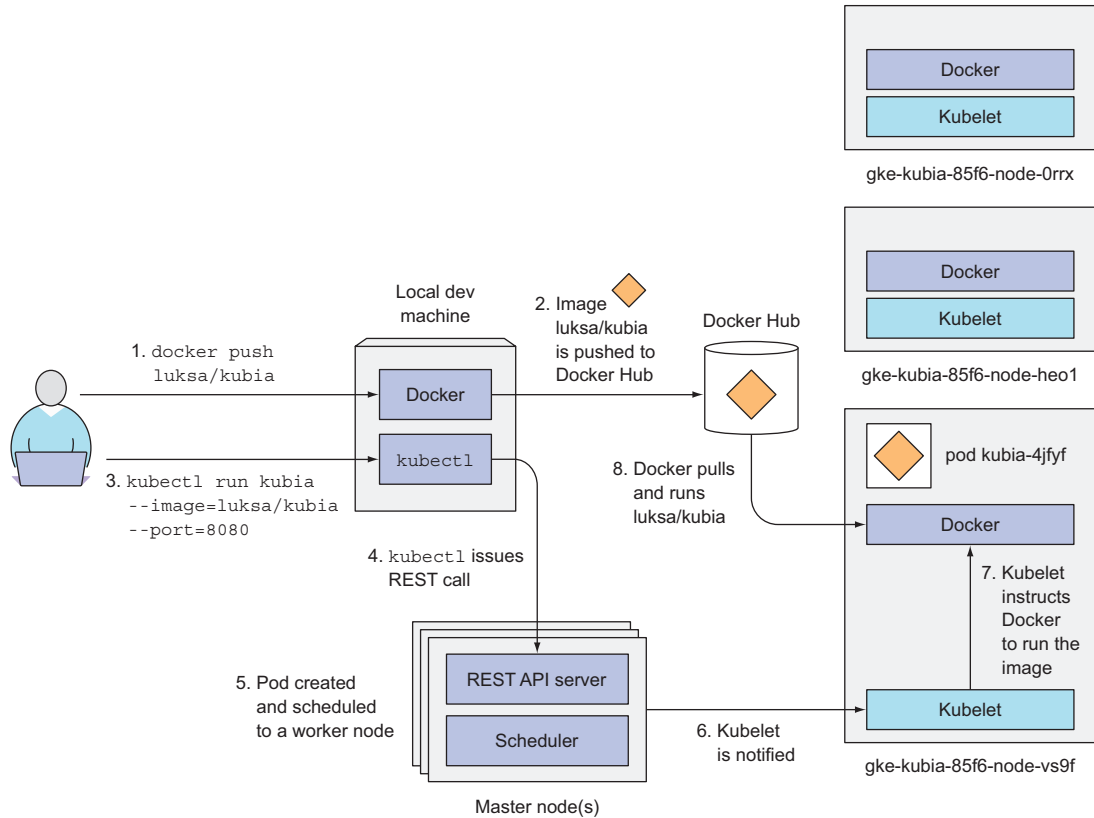 Docker
Kubelet
gke-kubia-85f6-node-0rrx
Docker
Kubelet
gke-kubia-85f6-node-heo1
Local dev
machine
2. Image
luksa/kubia
is pushed to
Docker Hub
Docker Hub
1. docker push
luksa/kubia
Docker
kubectl
3. kubectl run kubia
--image=luksa/kubia
--port=8080
4. kubectl issues
REST call
8. Docker pulls
and runs
luksa/kubia
pod kubia-4jfyf
Docker
7. Kubelet
instructs
Docker
to run the
image
5. Pod created
and scheduled
to a worker node
REST API server
Scheduler
Master node(s)
6. Kubelet
is notified
Kubelet
gke-kubia-85f6-node-vs9f